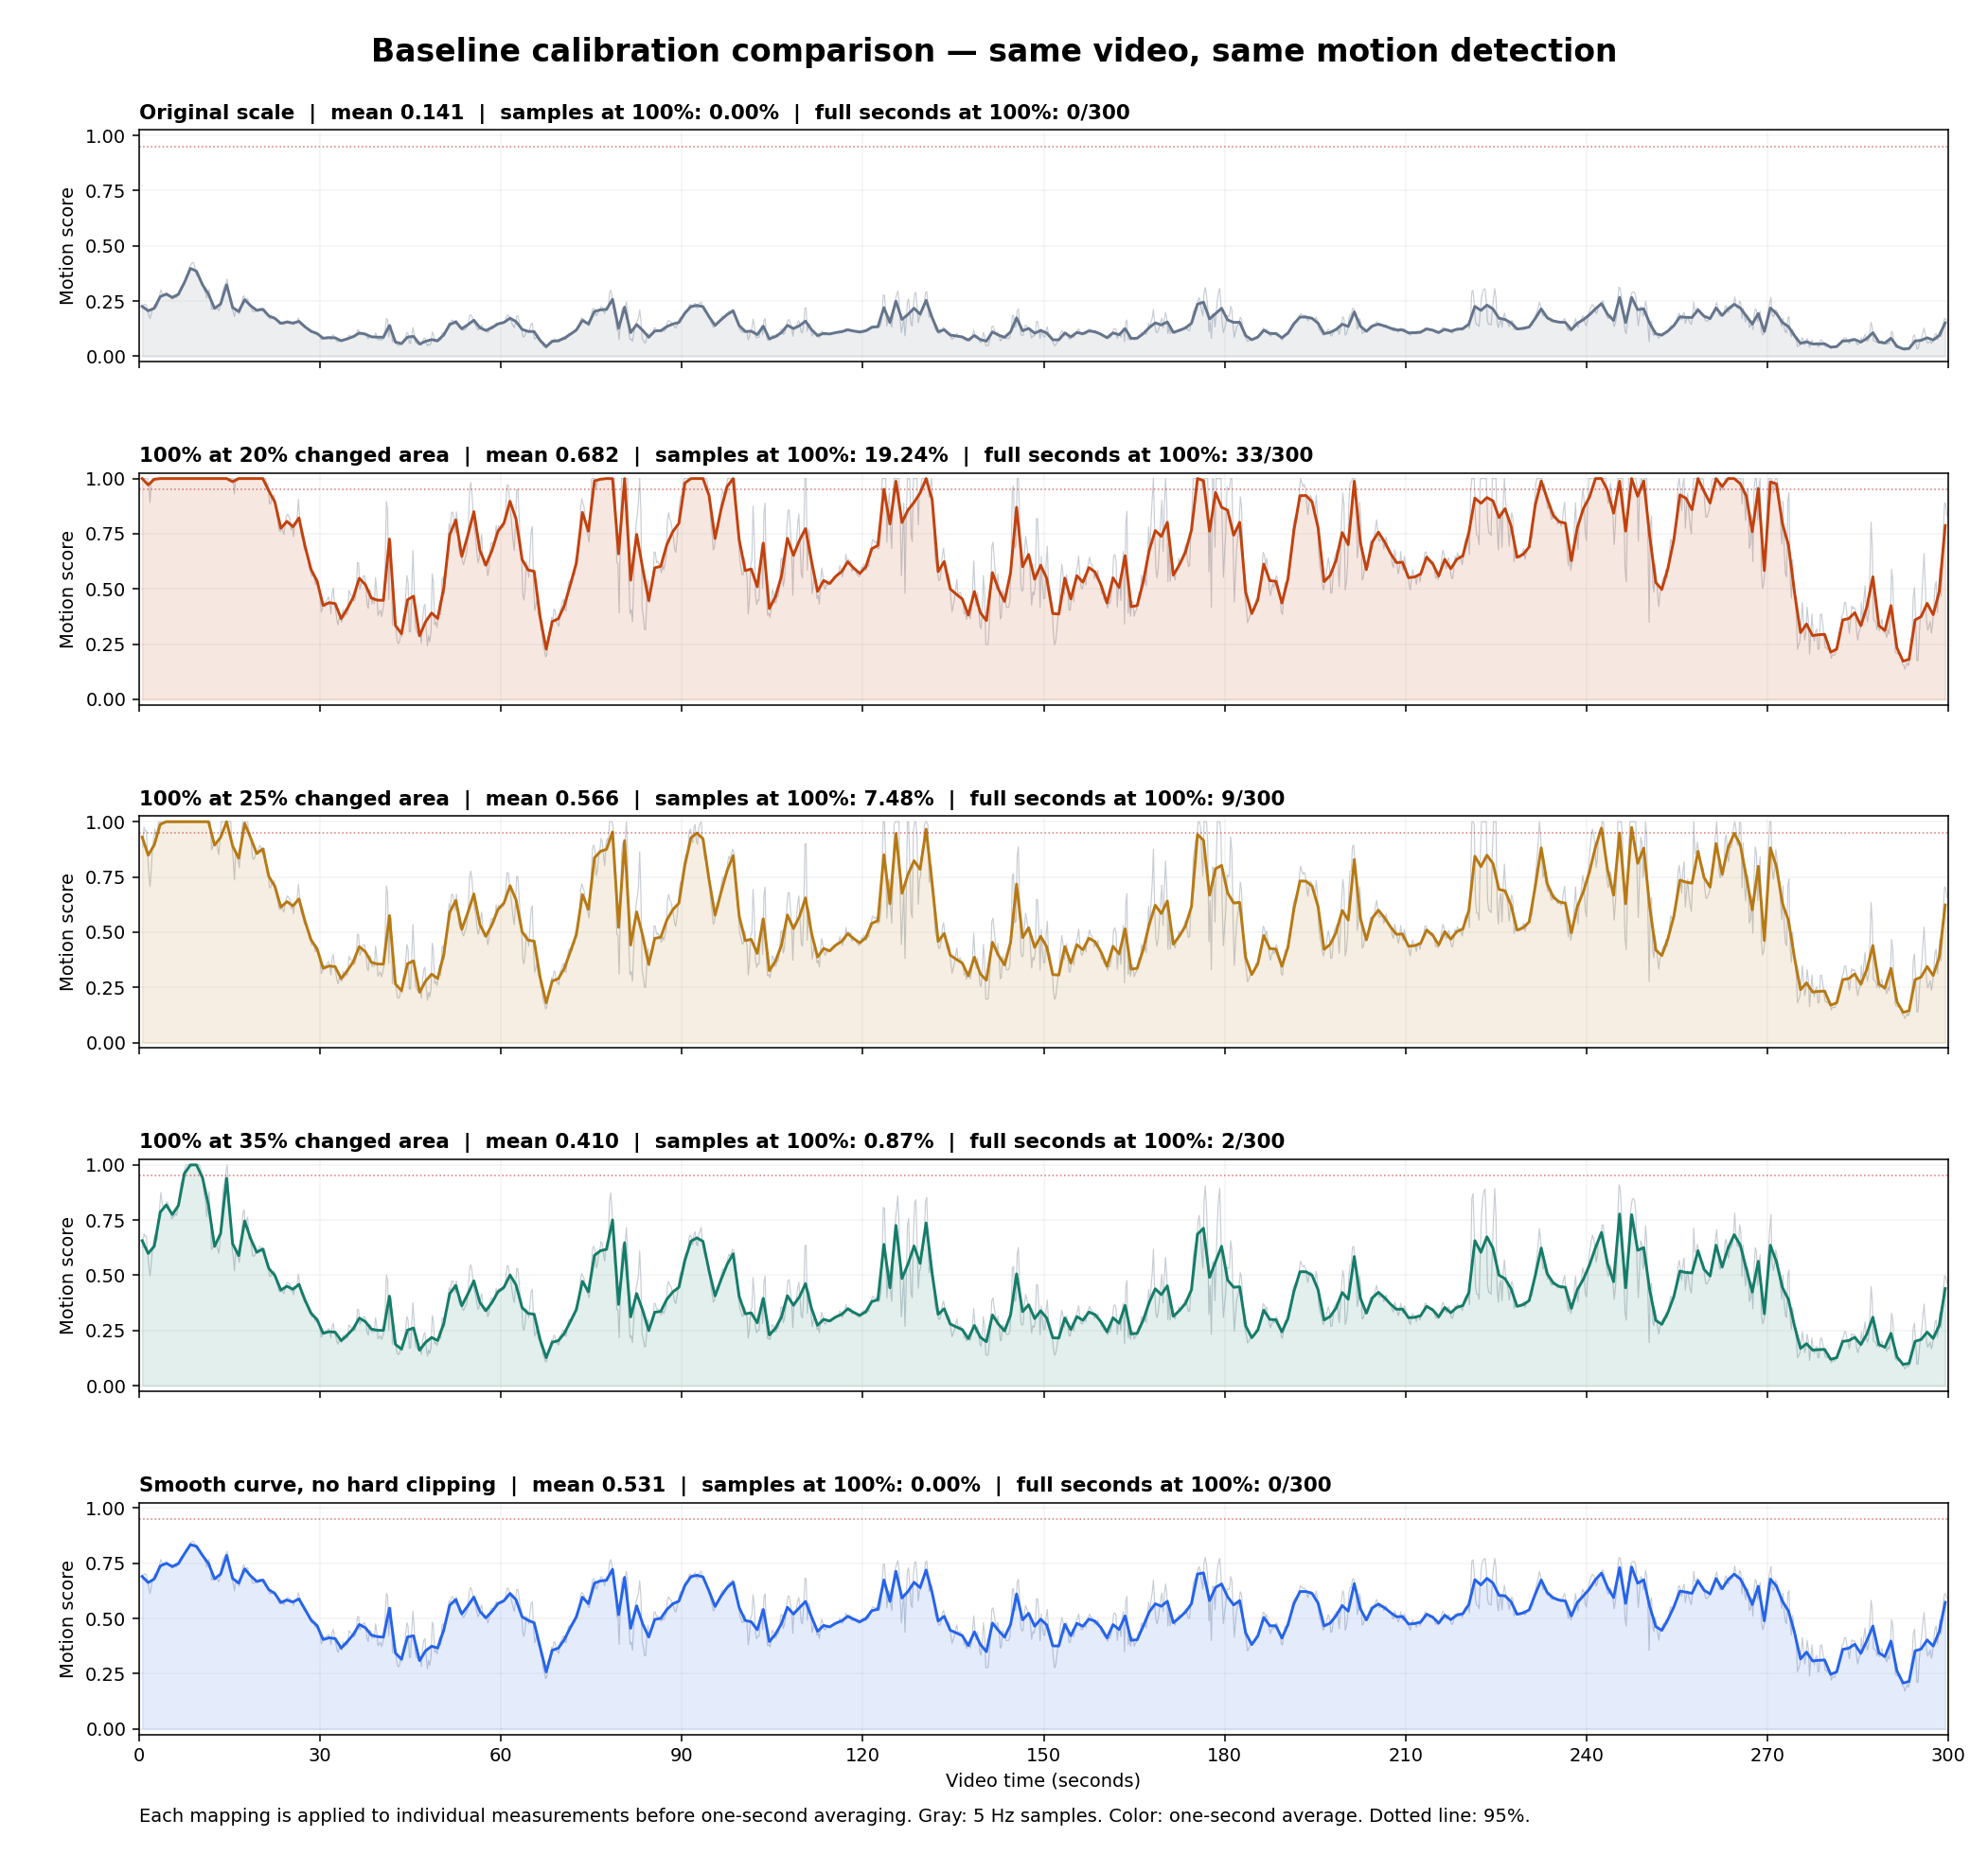 Baseline calibration comparison — same video, same motion detection
Original scale | mean 0.141 | samples at 100%: 0.00% | full seconds at 100%: 0/300
1.00
0.75
0.50
0.25
0.00
Motion score
100% at 20% changed area | mean 0.682 | samples at 100%: 19.24% | full seconds at 100%: 33/300
1.00
0.75
0.50
0.25
0.00
Motion score
100% at 25% changed area | mean 0.566 | samples at 100%: 7.48% | full seconds at 100%: 9/300
1.00
0.75
0.50
0.25
0.00
Motion score
100% at 35% changed area | mean 0.410 | samples at 100%: 0.87% | full seconds at 100%: 2/300
1.00
0.75
0.50
0.25
0.00
Motion score
Smooth curve, no hard clipping | mean 0.531 | samples at 100%: 0.00% | full seconds at 100%: 0/300
1.00
0.75
0.50
0.25
0.00
Motion score
0 30 60 90 120 150 180 210 240 270 300
Video time (seconds)
Each mapping is applied to individual measurements before one-second averaging. Gray: 5 Hz samples. Color: one-second average. Dotted line: 95%.